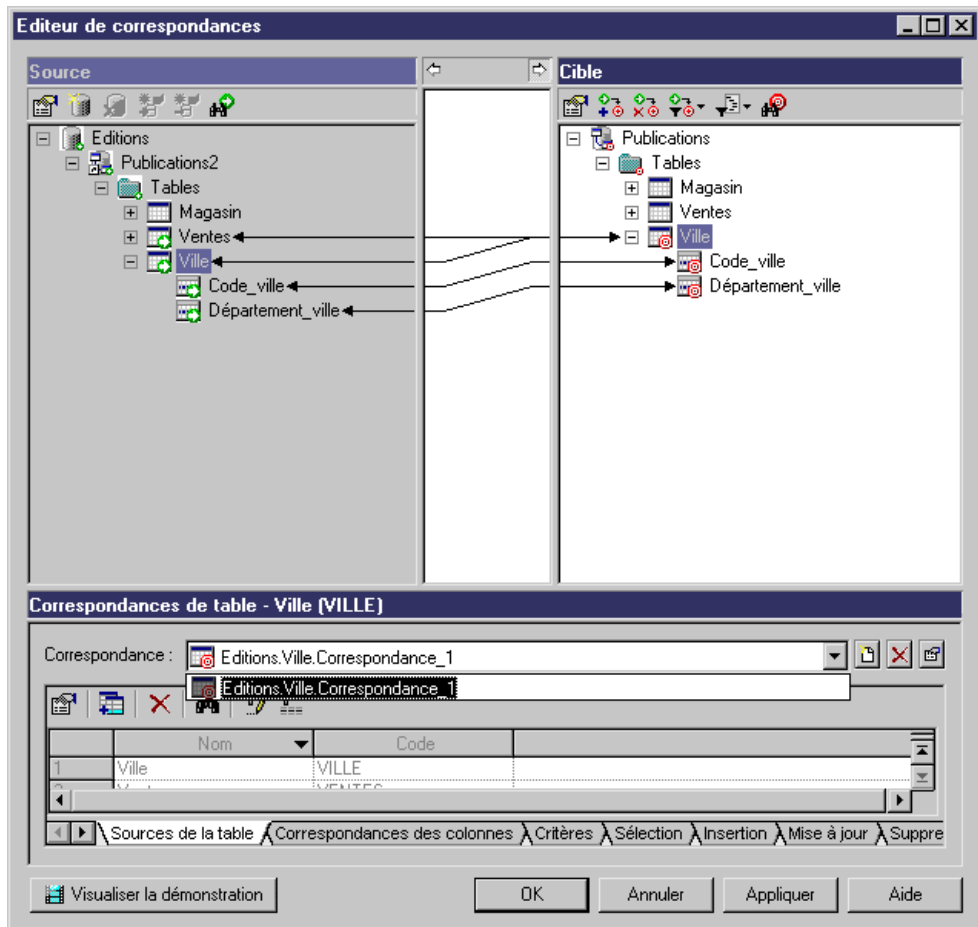 Editeur de correspondances
Source
Cible
Editions
Publications2
Tables
Magasin
Ventes
Ville
Code_ville
Département_ville
Publications
Tables
Magasin
Ventes
Ville
Code_ville
Département_ville
Correspondances de table - Ville (VILLE)
Correspondance : Editions.Ville.Correspondance_1
Editions.Ville.Correspondance_1
Nom Code
1 Ville VILLE
VENTES
Sources de la table Correspondances des colonnes Critères Sélection Insertion Mise à jour Suppre
Visualiser la démonstration OK Annuler Appliquer Aide